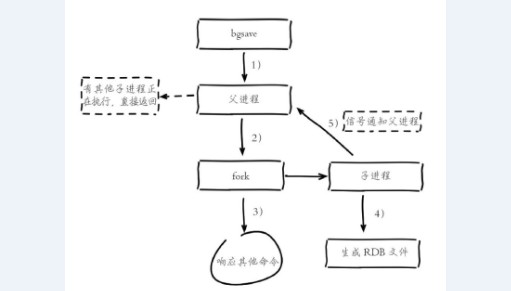 bgsave
1)
有其他子进程正
在执行，直接返回
父进程
5)
信号通知父进程
2)
fork
子进程
3)
4)
响应其他命令
生成 RDB 文件